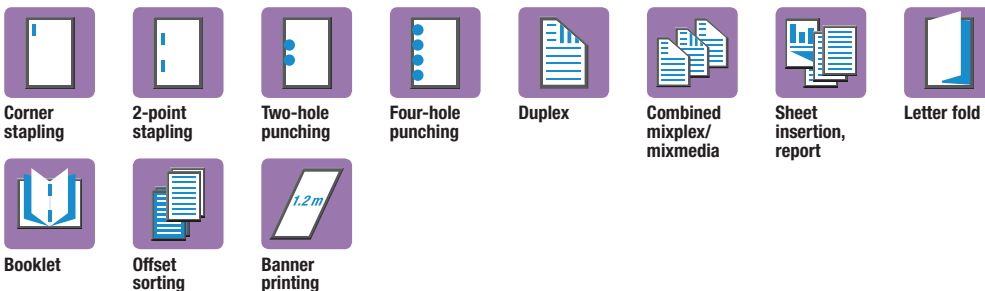 Corner
stapling
2-point
stapling
Two-hole
punching
Four-hole
punching
Duplex
Combined
mixplex/
mixmedia
Sheet
insertion,
report
Letter fold
1.2 m
Booklet
Offset
sorting
Banner
printing